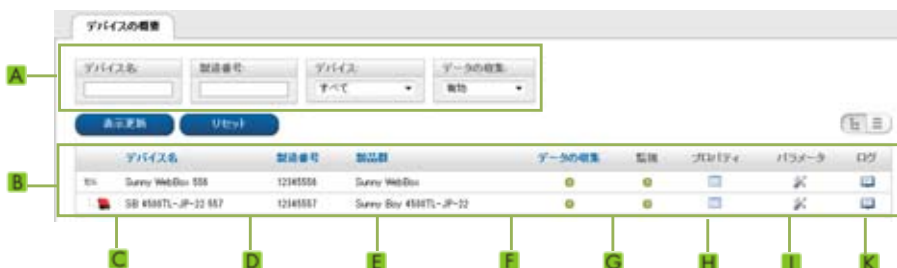 デバイスの概要
A
デバイス名: 製造番号: デバイス: データの収集:
すべて 有効
表示更新 リセット
B
デバイス名 製造番号 製品群 データの収集 監視 プロパティ パラメータ ログ
Sunny WebBox 556 12345556 Sunny WebBox
SB 4500TL-JP-22 557 12345557 Sunny Boy 4500TL-JP-22
C D E F G H I K